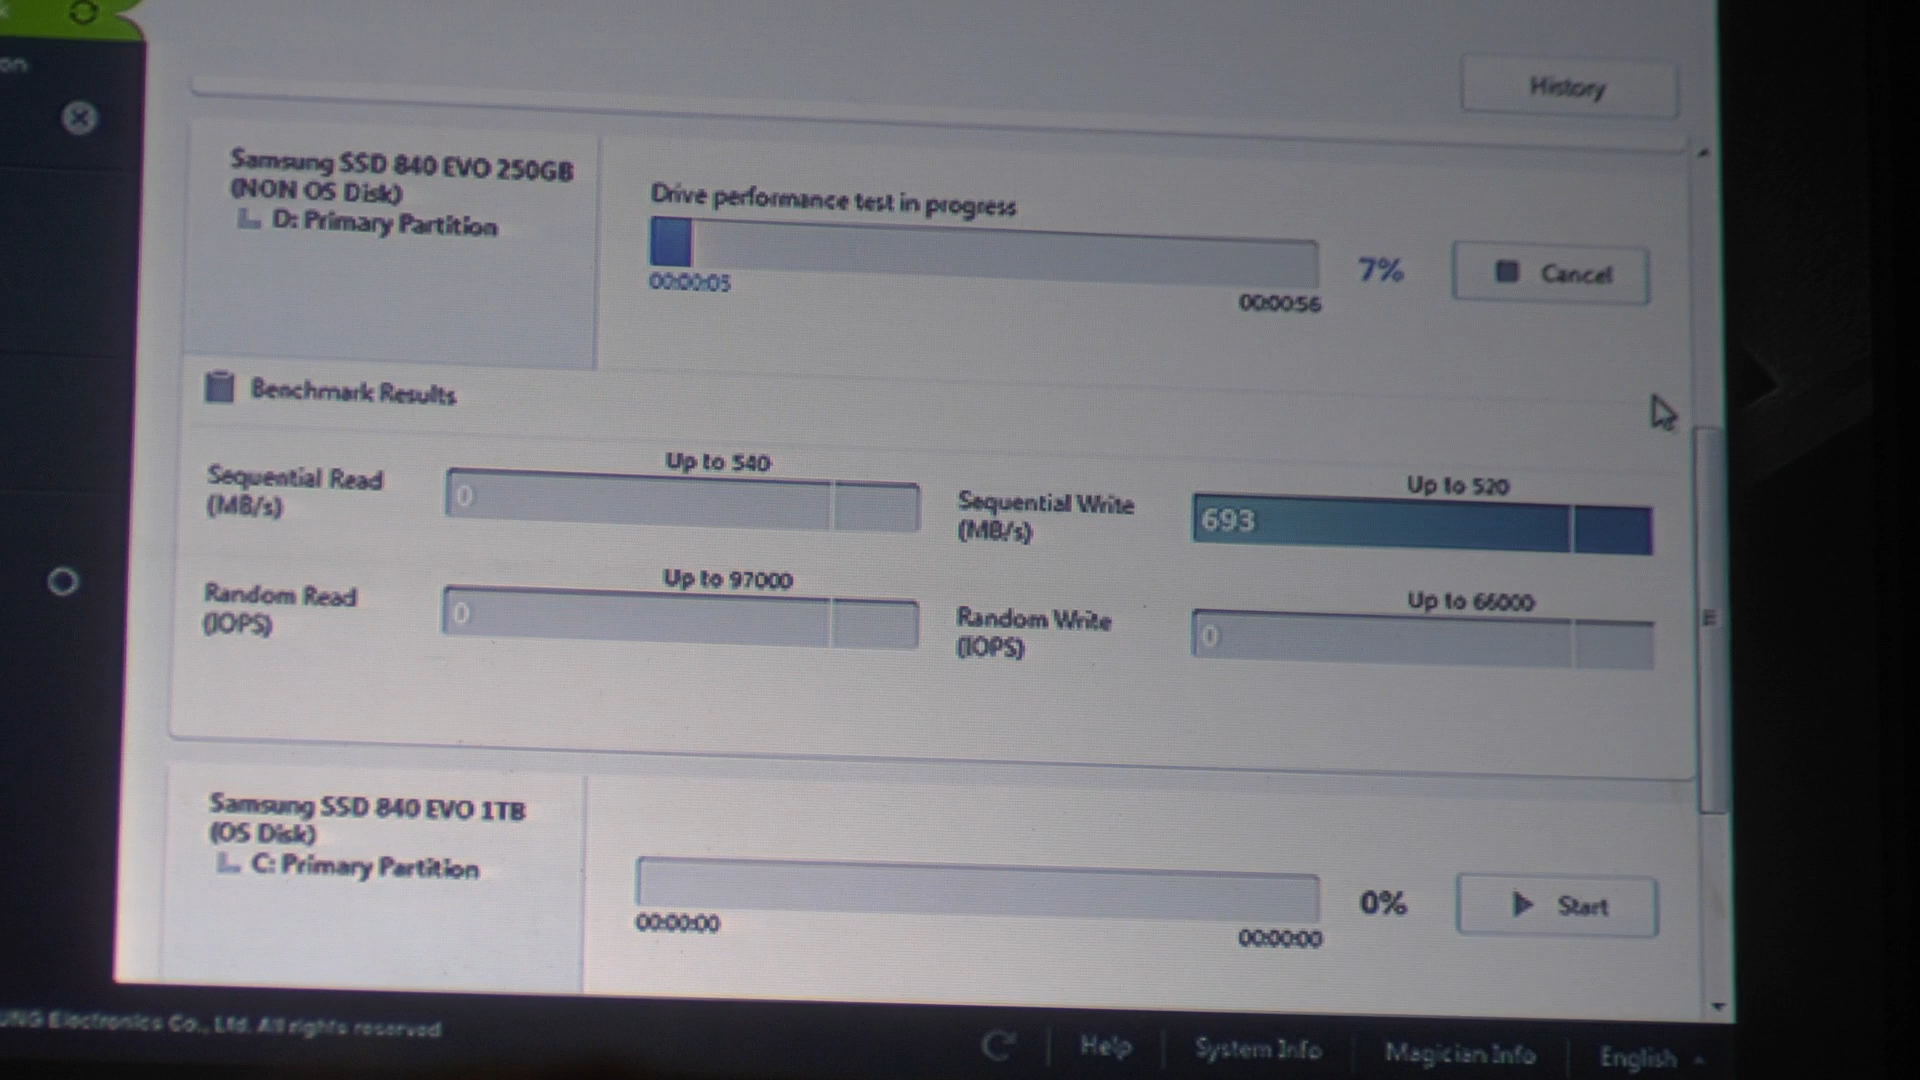 on
History
Samsung SSD 840 EVO 250GB
(NON OS Disk)
D: Primary Partition
Drive performance test in progress
00:00:05
00:00:56
7%
Cancel
Benchmark Results
Sequential Read
(MB/s)
Up to 540
0
Sequential Write
(MB/s)
Up to 520
693
Random Read
(IOPS)
Up to 97000
0
Random Write
(IOPS)
Up to 66000
0
Samsung SSD 840 EVO 1TB
(OS Disk)
C: Primary Partition
00:00:00
00:00:00
0%
Start
UNG Electronics Co., Ltd. All rights reserved
Help
System Info
Magician Info
English